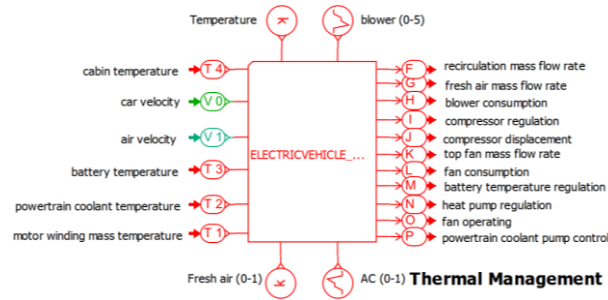 Temperature
K
blower (0-5)
cabin temperature
T 4
car velocity
V 0
air velocity
V 1
battery temperature
T 3
powertrain coolant temperature
T 2
motor winding mass temperature
T 1
ELECTRICVEHICLE_...
F
recirculation mass flow rate
G
fresh air mass flow rate
H
blower consumption
I
compressor regulation
J
compressor displacement
K
top fan mass flow rate
L
fan consumption
M
battery temperature regulation
N
heat pump regulation
O
fan operating
P
powertrain coolant pump control
Fresh air (0-1)
K
AC (0-1)
Thermal Management